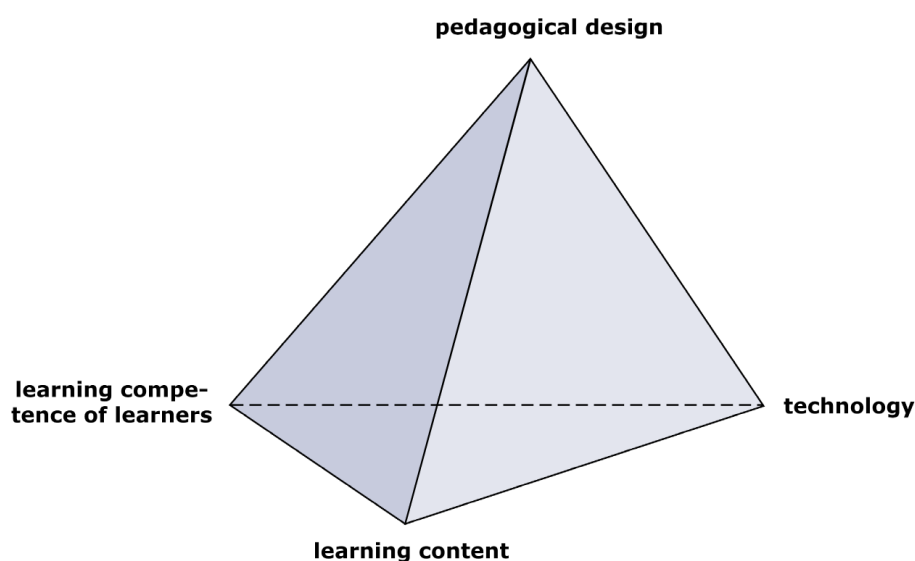 pedagogical design
learning compe-
tence of learners
technology
learning content